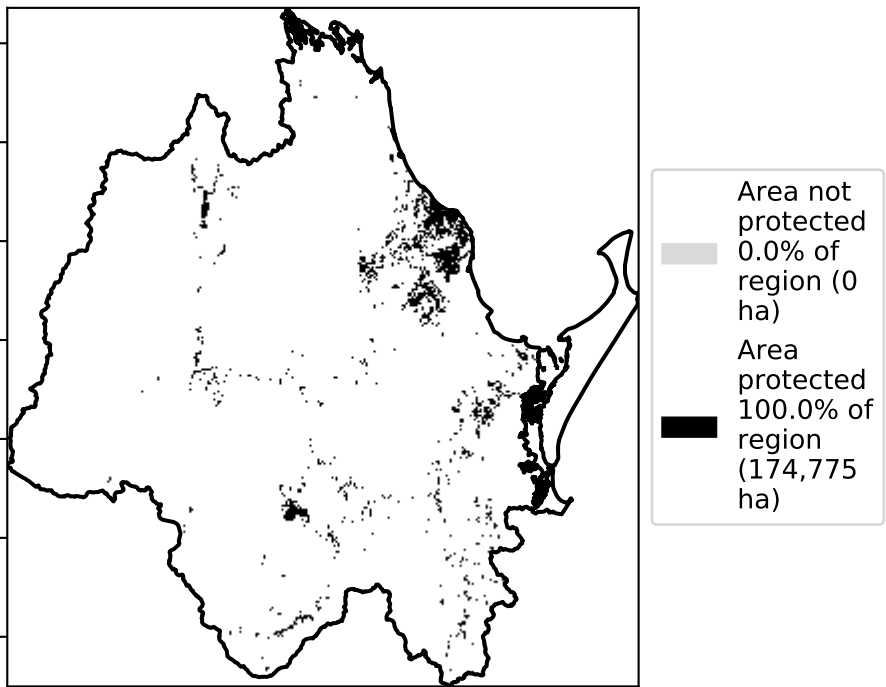 Area not
protected
0.0% of
region (0
ha)
Area
protected
100.0% of
region
(174,775
ha)